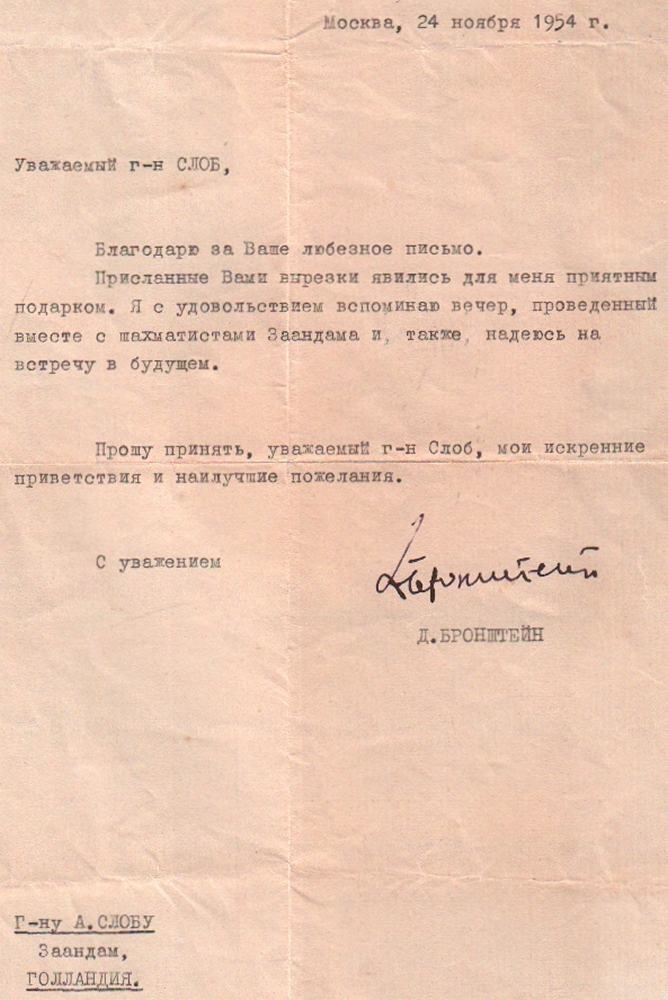 Москва, 24 ноября 1954 г.
Уважаемый г-н СЛОБ,
Благодарю за Ваше любезное письмо.
Присланные Вами вырезки явились для меня приятным
подарком. Я с удовольствием вспоминаю вечер, проведенный
вместе с шахматистами Заандама и, также, надеюсь на
встречу в будущем.
Прошу принять, уважаемый г-н Слоб, мои искренние
приветствия и наилучшие пожелания.
С уважением
Д Бронштейн
Д.БРОНШТЕЙН
Г-ну А.СЛОБУ
Заандам,
ГОЛЛАНДИЯ.